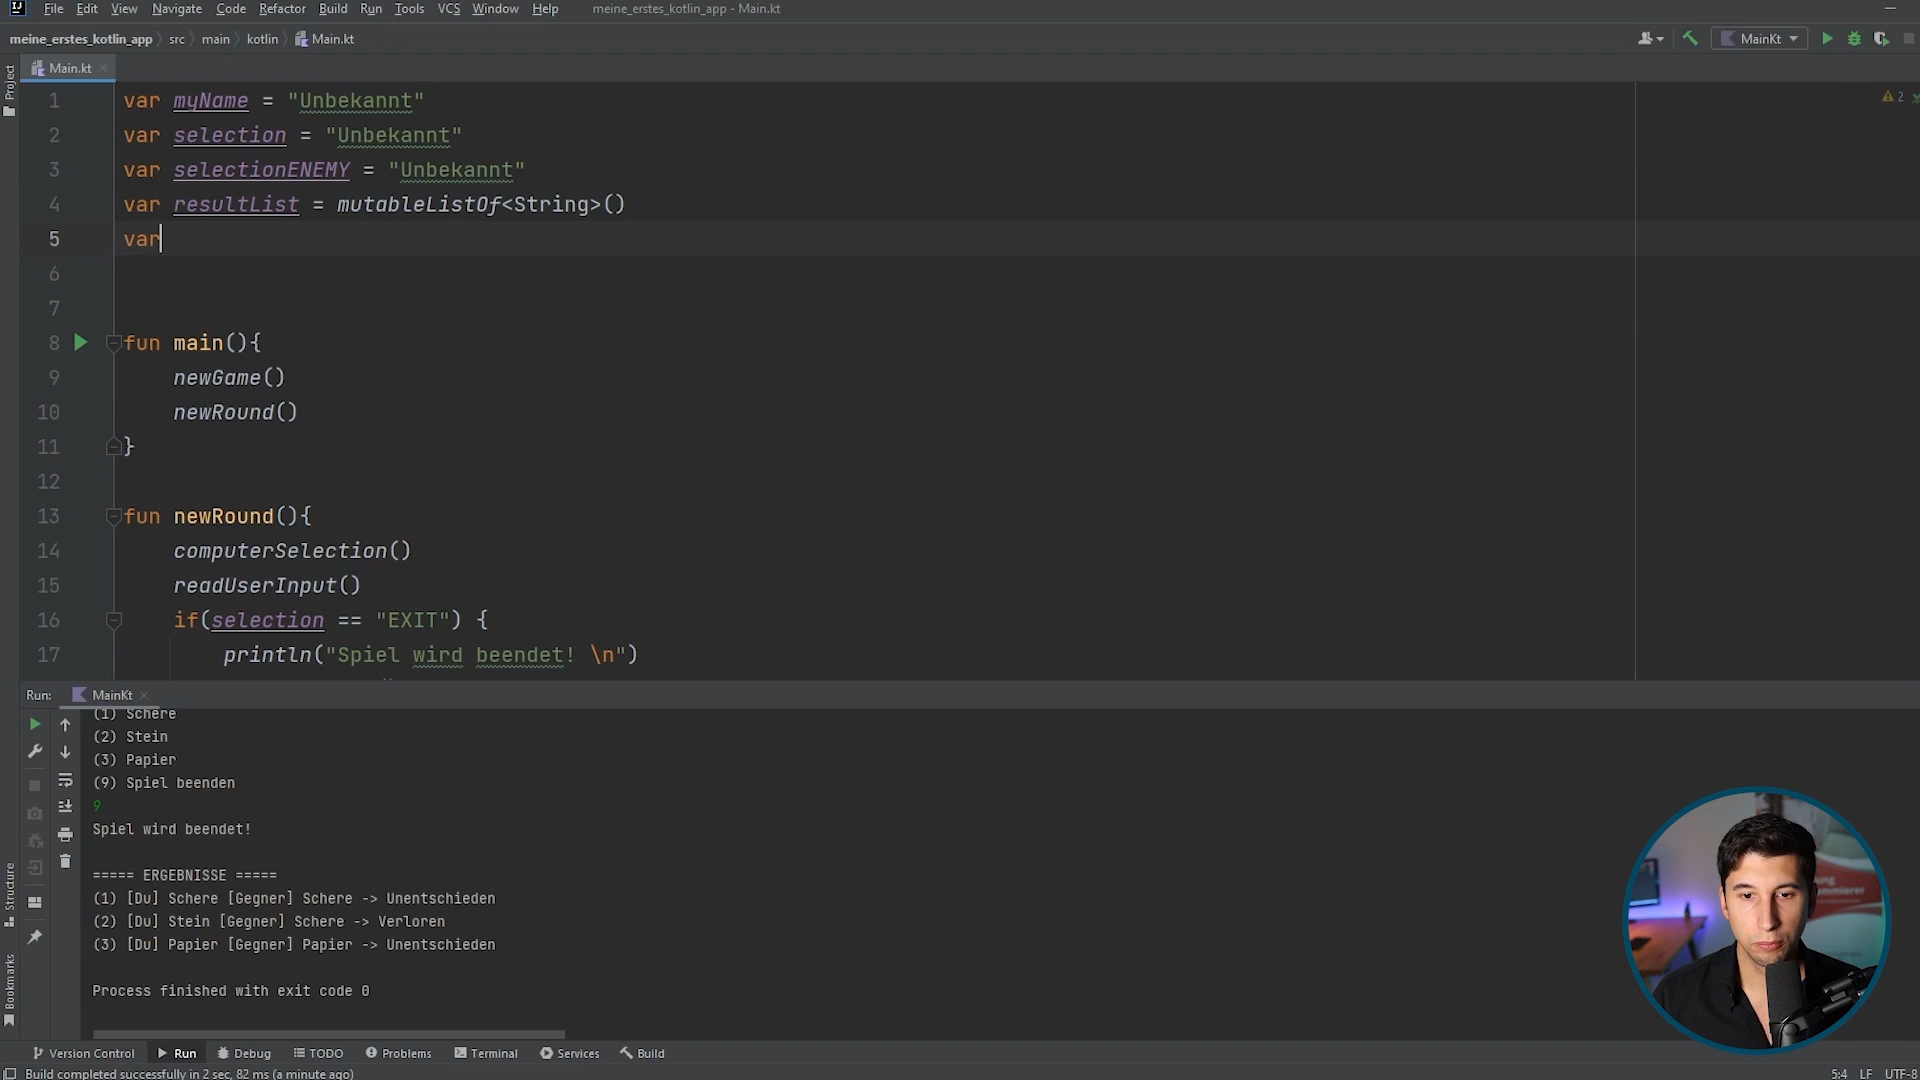 File Edit View Navigate Code Refactor Build Run Tools VCS Window Help meine_erstes_kotlin_app - Main.kt
meine_erstes_kotlin_app src main kotlin Main.kt MainKt
Project
Main.kt
1 var myName = "Unbekannt"
2 var selection = "Unbekannt"
3 var selectionENEMY = "Unbekannt"
4 var resultList = mutableListOf<String>()
5 var
6
7
8 fun main(){
9 newGame()
10 newRound()
11 }
12
13 fun newRound(){
14 computerSelection()
15 readUserInput()
16 if(selection == "EXIT") {
17 println("Spiel wird beendet! \n")
2
Run: MainKt
(1) Schere
(2) Stein
(3) Papier
(9) Spiel beenden
9
Spiel wird beendet!
===== ERGEBNISSE =====
(1) [Du] Schere [Gegner] Schere -> Unentschieden
(2) [Du] Stein [Gegner] Schere -> Verloren
(3) [Du] Papier [Gegner] Papier -> Unentschieden
Process finished with exit code 0
Structure
Bookmarks
Version Control Run Debug TODO Problems Terminal Services Build
Build completed successfully in 2 sec, 82 ms (a minute ago) 5:4 LF UTF-8